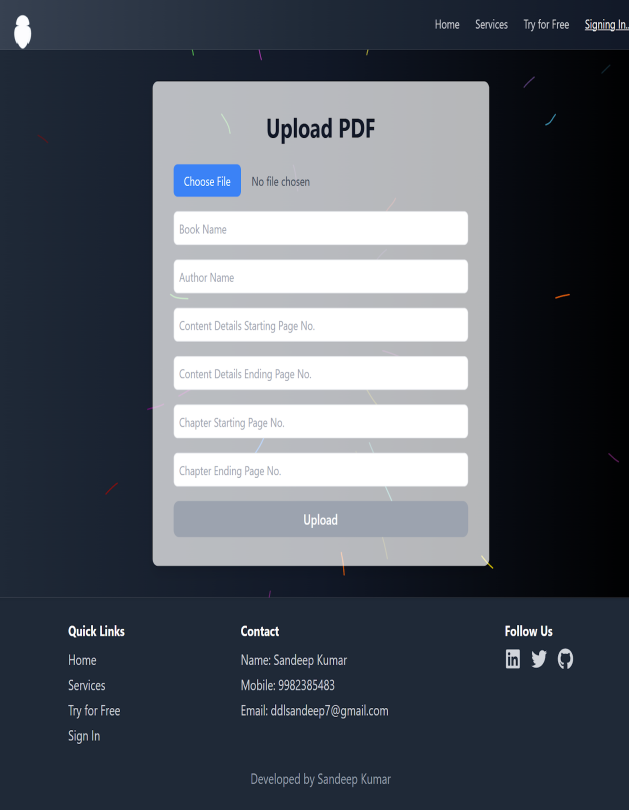 Home Services Try for Free Signing In..
Upload PDF
Choose File No file chosen
Book Name
Author Name
Content Details Starting Page No.
Content Details Ending Page No.
Chapter Starting Page No.
Chapter Ending Page No.
Upload
Quick Links
Home
Services
Try for Free
Sign In
Contact
Name: Sandeep Kumar
Mobile: 9982385483
Email: ddlsandeep7@gmail.com
Follow Us
Developed by Sandeep Kumar